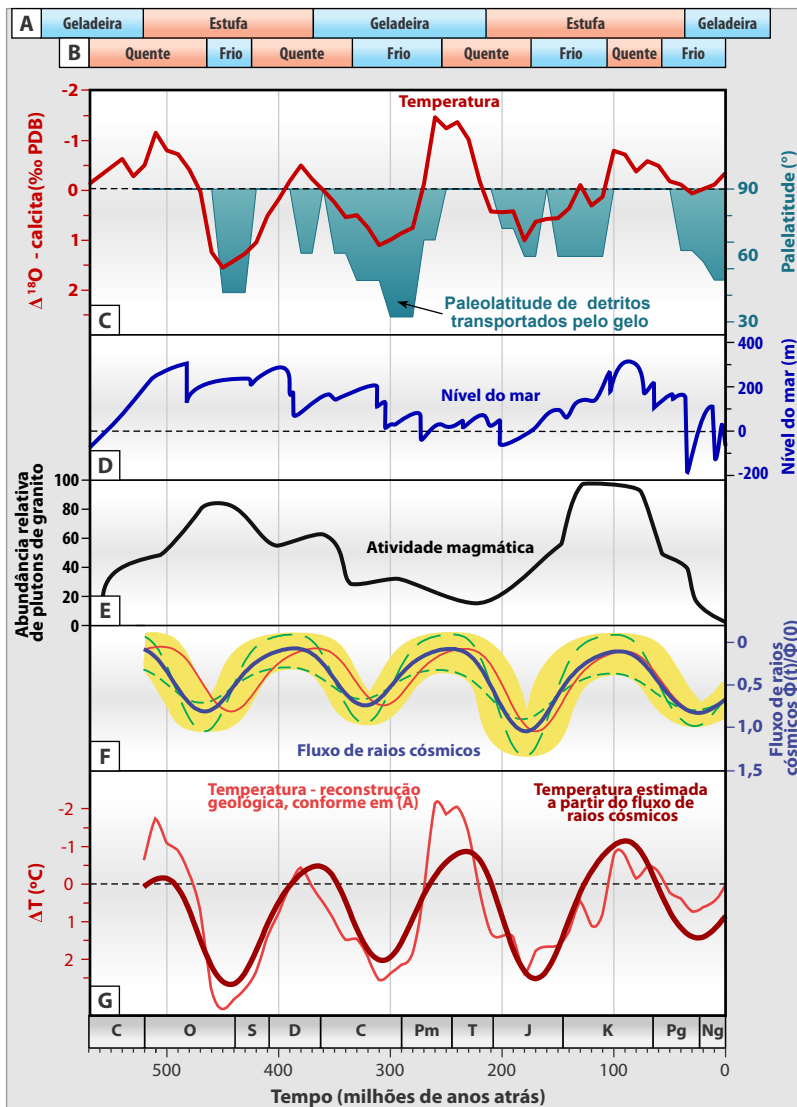 A
Geladeira Estufa Geladeira Estufa Geladeira
B
Quente Frio Quente Frio Quente Frio Quente Frio
-2
-1
0
1
2
Δ ¹⁸O - calcita (‰ PDB)
Temperatura
90
60
30
Palelatitude (°)
Paleolatitude de detritos
transportados pelo gelo
C
400
200
0
-200
Nível do mar (m)
Nível do mar
D
100
80
60
40
20
0
Abundância relativa
de plutons de granito
Atividade magmática
E
0
0,5
1,0
1,5
Fluxo de raios
cósmicos Φ(t)/Φ(0)
Fluxo de raios cósmicos
F
Temperatura - reconstrução
geológica, conforme em (A)
Temperatura estimada
a partir do fluxo de
raios cósmicos
-2
-1
0
1
2
ΔT (ºC)
G
C O S D C Pm T J K Pg Ng
500 400 300 200 100 0
Tempo (milhões de anos atrás)